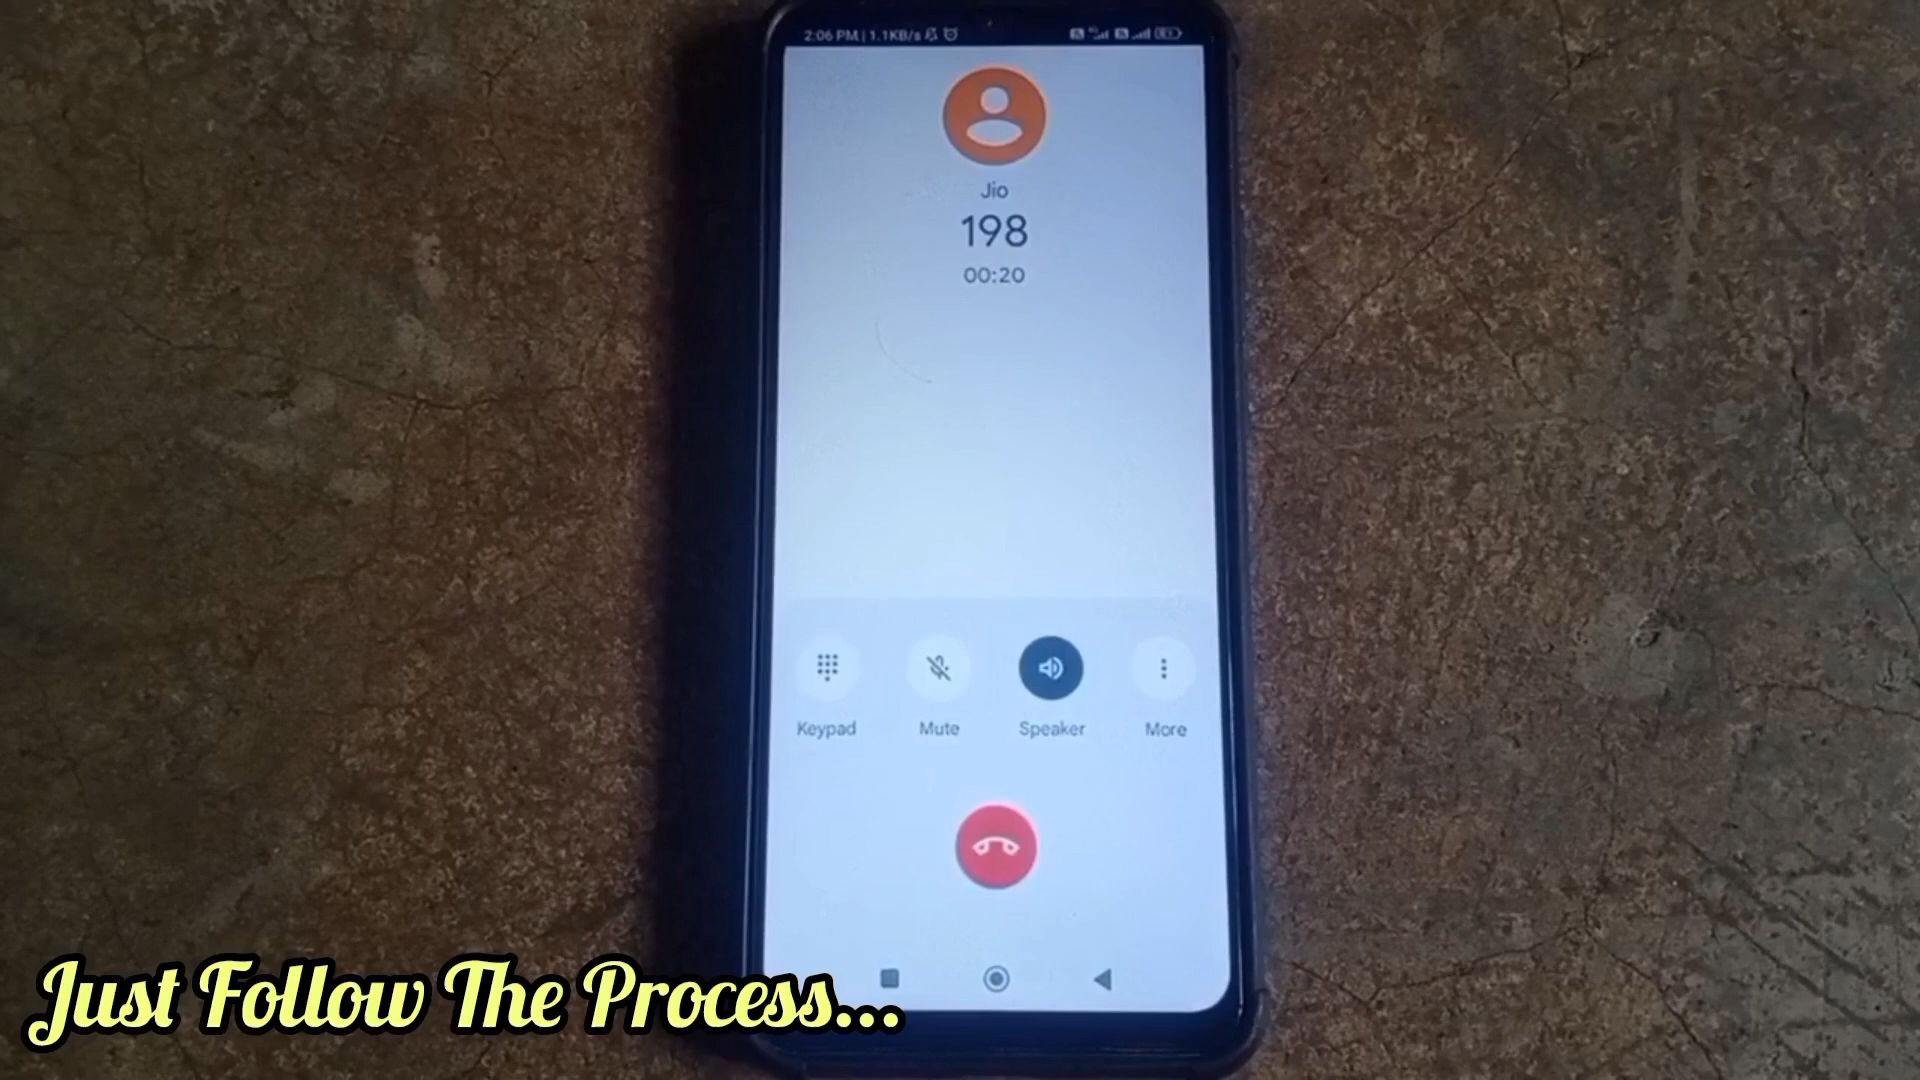 2:06 PM | 1.1KB/s
Jio
198
00:20
Keypad Mute Speaker More
Just Follow The Process...